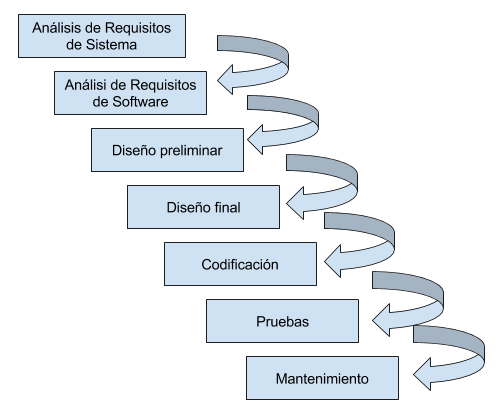 Análisis de Requisitos
de Sistema
Análisi de Requisitos
de Software
Diseño preliminar
Diseño final
Codificación
Pruebas
Mantenimiento